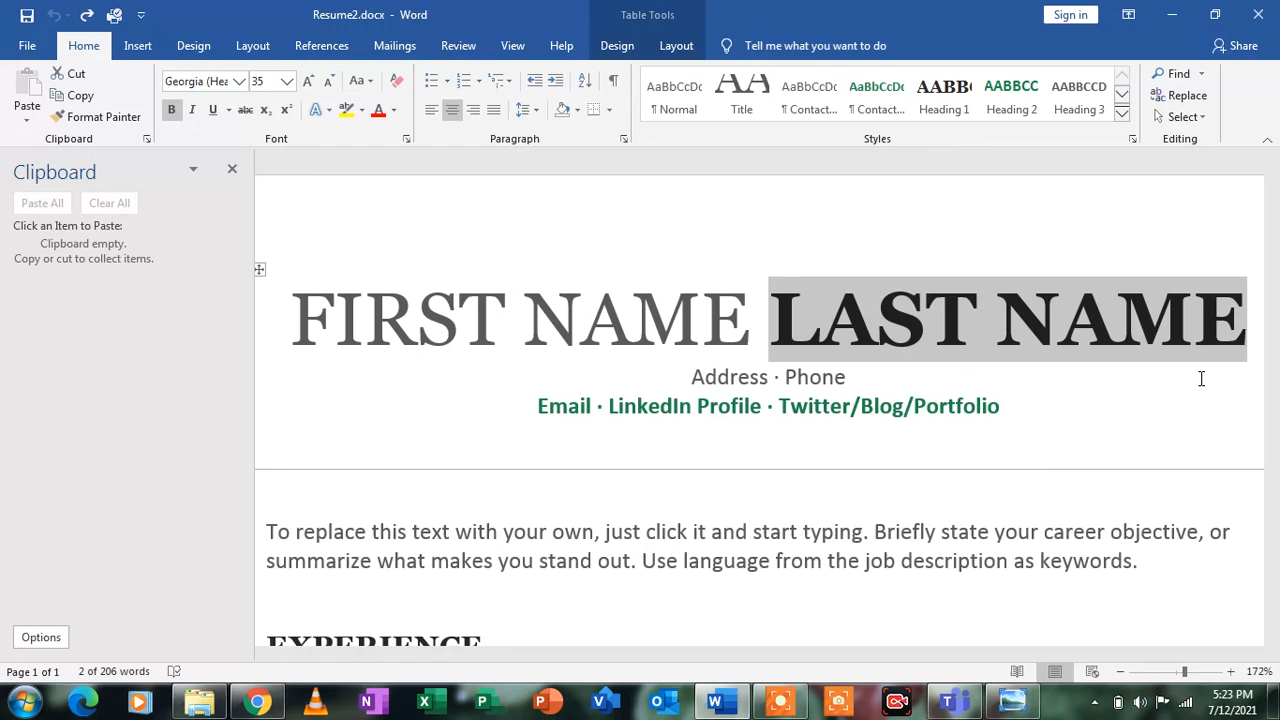 Resume2.docx - Word
Table Tools
Sign in
File Home Insert Design Layout References Mailings Review View Help Design Layout Tell me what you want to do Share
Paste
Cut
Copy
Format Painter
Clipboard
Georgia (Hea 35
Aa
B I U abc x₂ x² A ab A
Font
Paragraph
AaBbCcDc AA AaBbCcDc AaBbCcDc AABB( AABBCC AABBCCD
¶ Normal Title ¶ Contact... ¶ Contact... Heading 1 Heading 2 Heading 3
Styles
Find
Replace
Select
Editing
Clipboard
Paste All Clear All
Click an Item to Paste:
Clipboard empty.
Copy or cut to collect items.
Options
FIRST NAME LAST NAME
Address · Phone
Email · LinkedIn Profile · Twitter/Blog/Portfolio
To replace this text with your own, just click it and start typing. Briefly state your career objective, or
summarize what makes you stand out. Use language from the job description as keywords.
EXPERIENCE
Page 1 of 1 2 of 206 words 172%
5:23 PM
7/12/2021